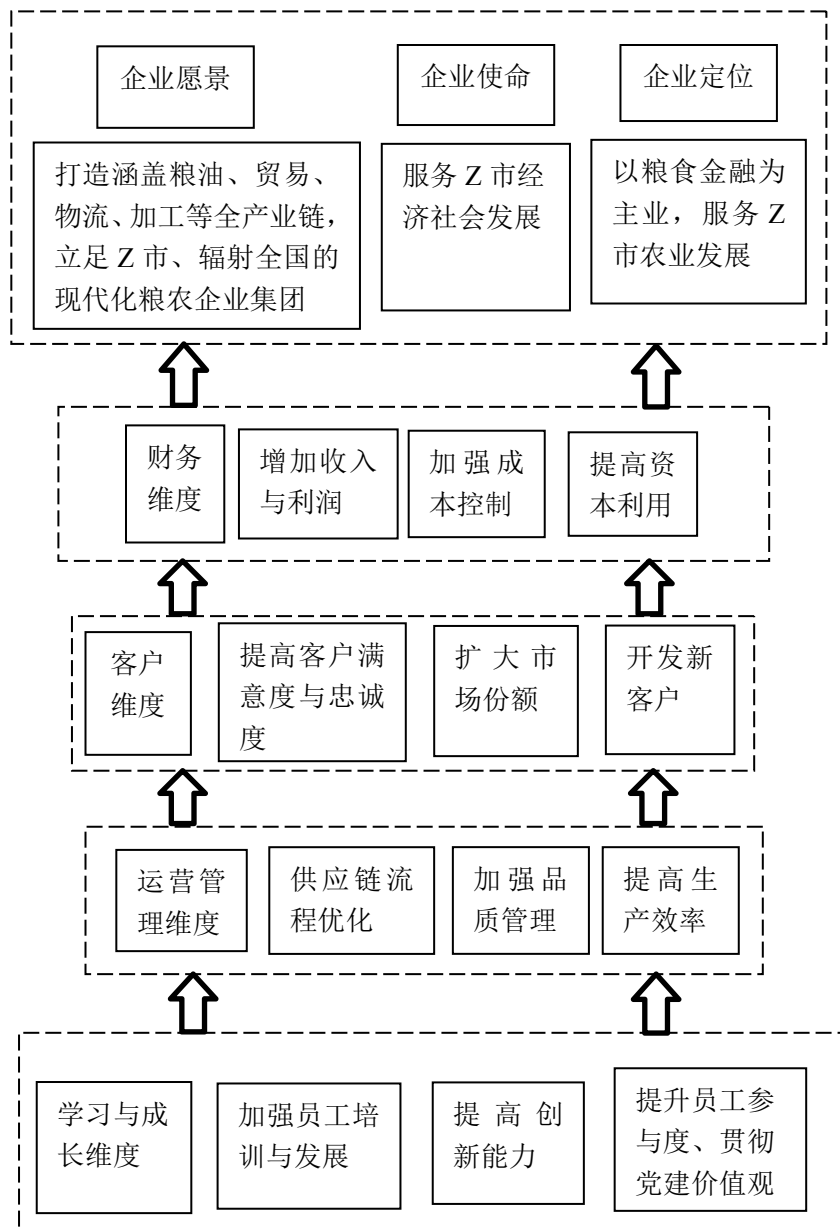 企业愿景
企业使命
企业定位
打造涵盖粮油、贸易、
物流、加工等全产业链，
立足 Z 市、辐射全国的
现代化粮农企业集团
服务 Z 市经
济社会发展
以粮食金融为
主业，服务 Z
市农业发展
财务
维度
增加收入
与利润
加强成
本控制
提高资
本利用
客户
维度
提高客户满
意度与忠诚
度
扩大市
场份额
开发新
客户
运营管
理维度
供应链流
程优化
加强品
质管理
提高生
产效率
学习与成
长维度
加强员工培
训与发展
提高创
新能力
提升员工参
与度、贯彻
党建价值观